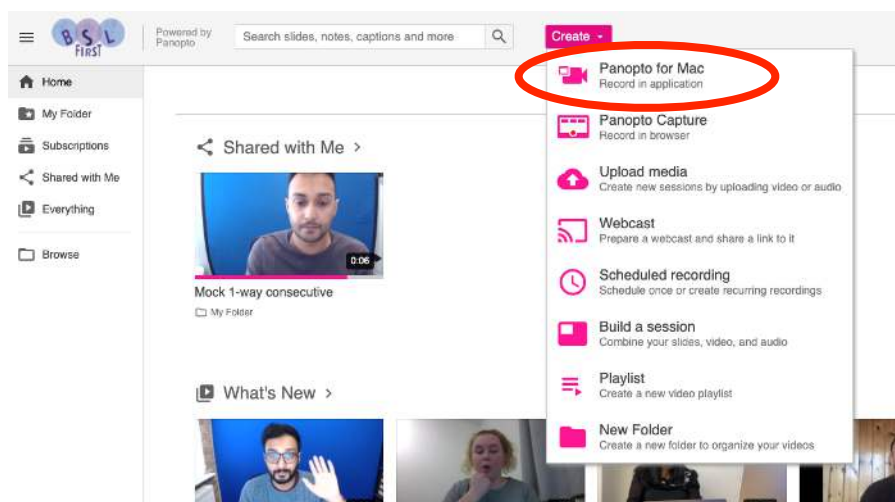 BSL
FIRST
Powered by
Panopto
Search slides, notes, captions and more
Create
Home
My Folder
Subscriptions
Shared with Me
Everything
Browse
Shared with Me >
0:06
Mock 1-way consecutive
My Folder
What's New >
Panopto for Mac
Record in application
Panopto Capture
Record in browser
Upload media
Create new sessions by uploading video or audio
Webcast
Prepare a webcast and share a link to it
Scheduled recording
Schedule once or create recurring recordings
Build a session
Combine your slides, video, and audio
Playlist
Create a new video playlist
New Folder
Create a new folder to organize your videos